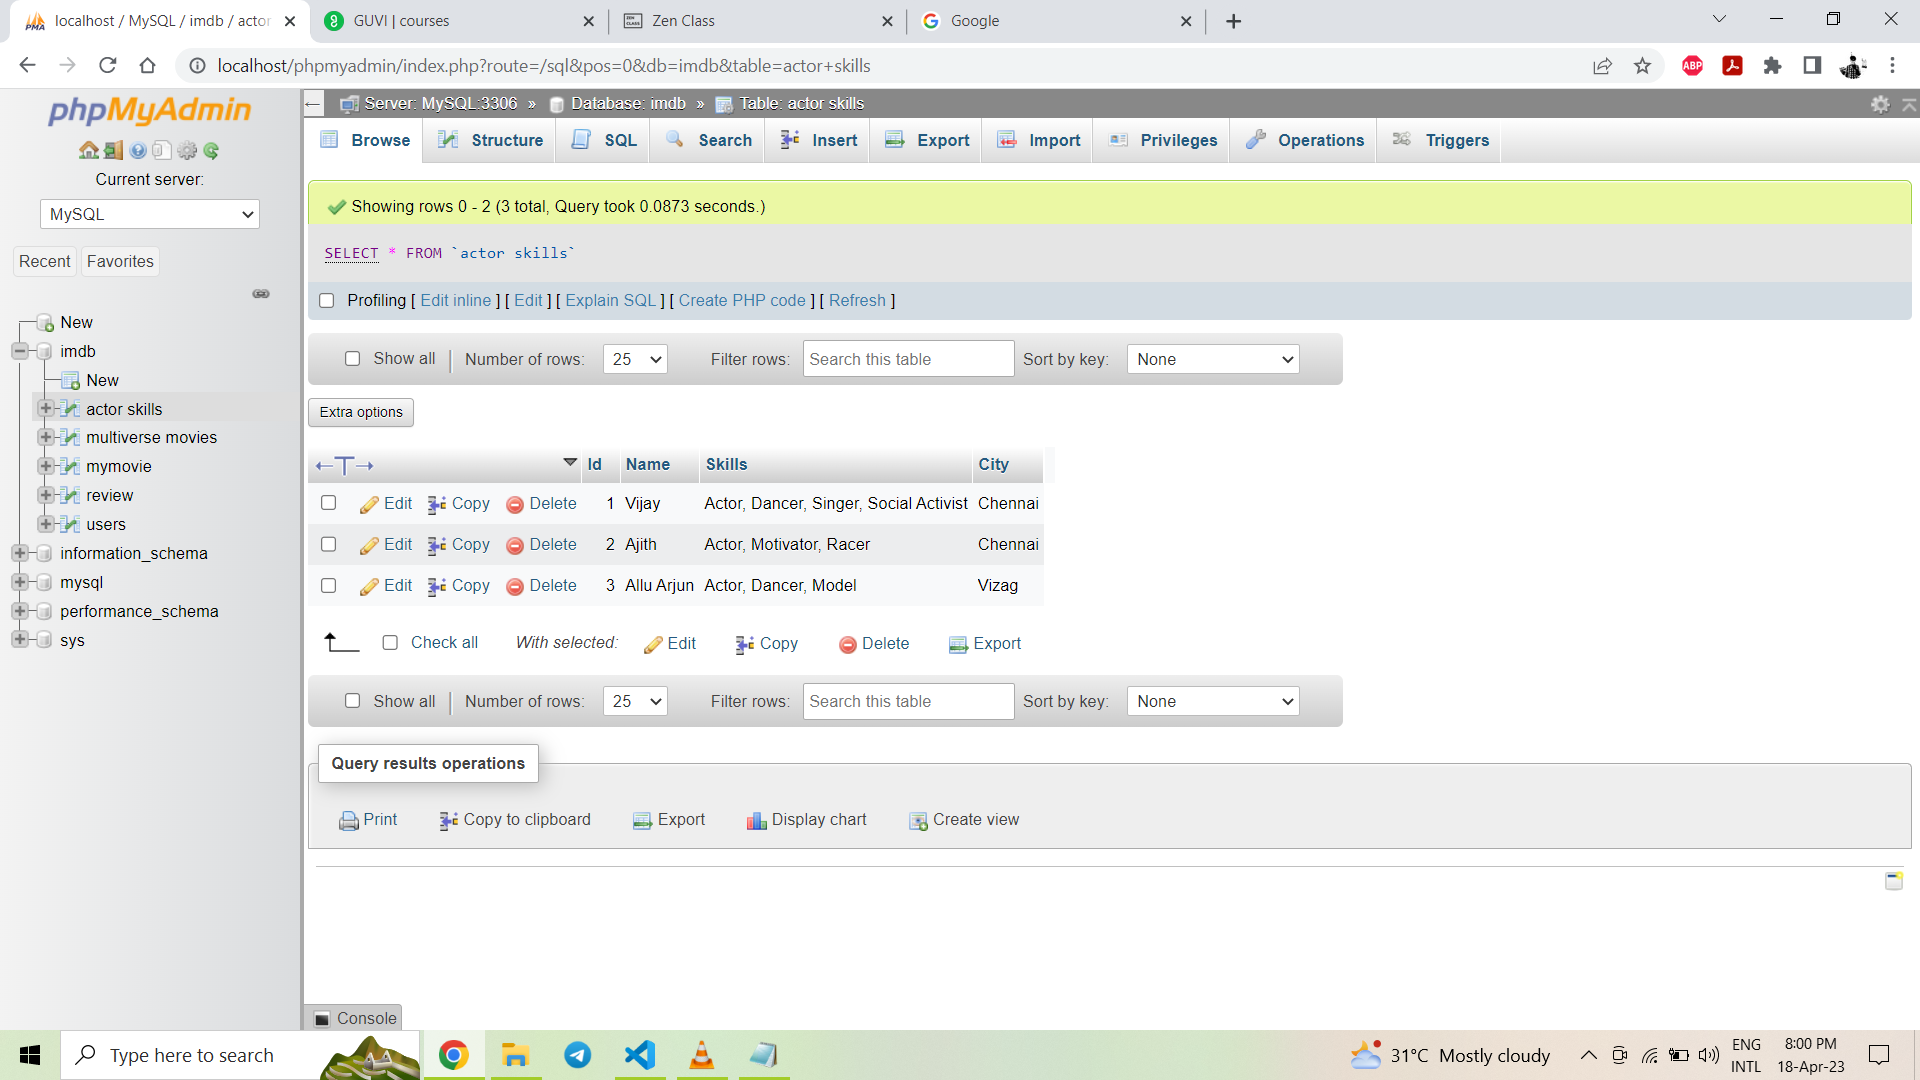 localhost / MySQL / imdb / actor
GUVI | courses
Zen Class
Google
localhost/phpmyadmin/index.php?route=/sql&pos=0&db=imdb&table=actor+skills
ABP
phpMyAdmin
Current server:
MySQL
Recent Favorites
New
imdb
New
actor skills
multiverse movies
mymovie
review
users
information_schema
mysql
performance_schema
sys
Server: MySQL:3306 » Database: imdb » Table: actor skills
Browse Structure SQL Search Insert Export Import Privileges Operations Triggers
Showing rows 0 - 2 (3 total, Query took 0.0873 seconds.)
SELECT * FROM `actor skills`
Profiling [ Edit inline ] [ Edit ] [ Explain SQL ] [ Create PHP code ] [ Refresh ]
Show all | Number of rows: 25 Filter rows: Search this table Sort by key: None
Extra options
←T→ Id Name Skills City
Edit Copy Delete 1 Vijay Actor, Dancer, Singer, Social Activist Chennai
Edit Copy Delete 2 Ajith Actor, Motivator, Racer Chennai
Edit Copy Delete 3 Allu Arjun Actor, Dancer, Model Vizag
Check all With selected: Edit Copy Delete Export
Show all | Number of rows: 25 Filter rows: Search this table Sort by key: None
Query results operations
Print Copy to clipboard Export Display chart Create view
Console
Type here to search
31°C Mostly cloudy
ENG
INTL
8:00 PM
18-Apr-23